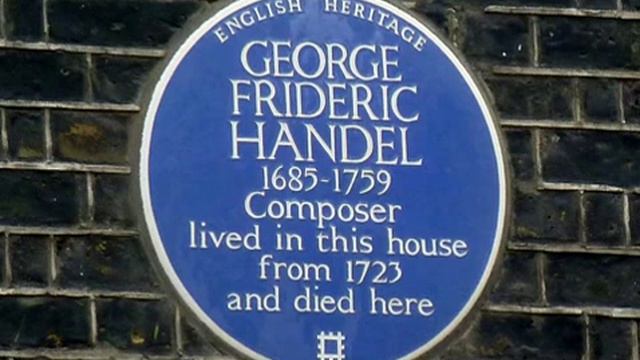 ENGLISH HERITAGE
GEORGE
FRIDERIC
HANDEL
1685-1759
Composer
lived in this house
from 1723
and died here